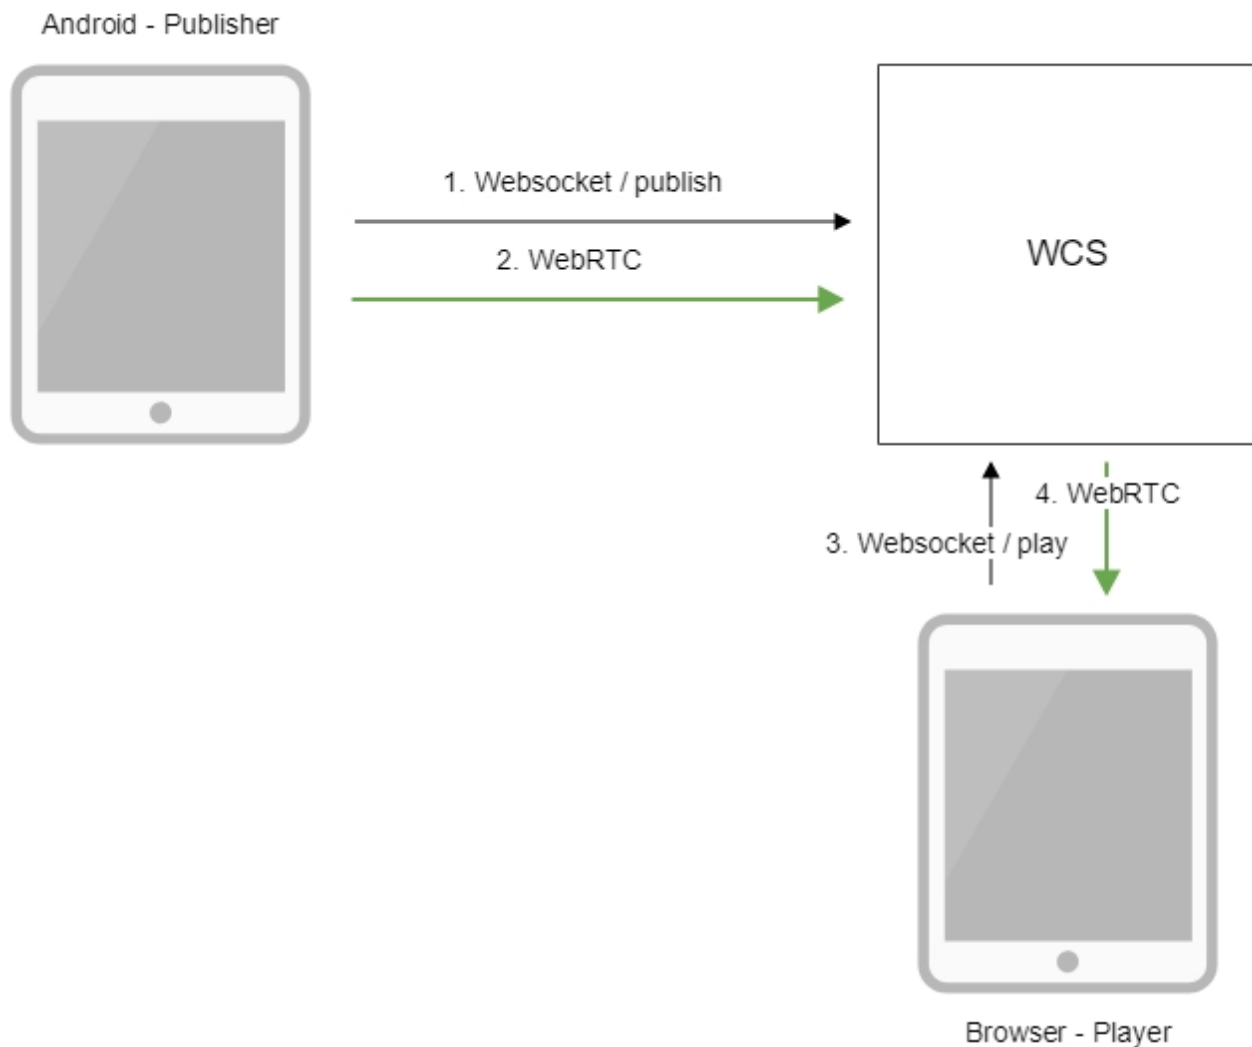 Android - Publisher
1. Websocket / publish
2. WebRTC
WCS
4. WebRTC
3. Websocket / play
Browser - Player